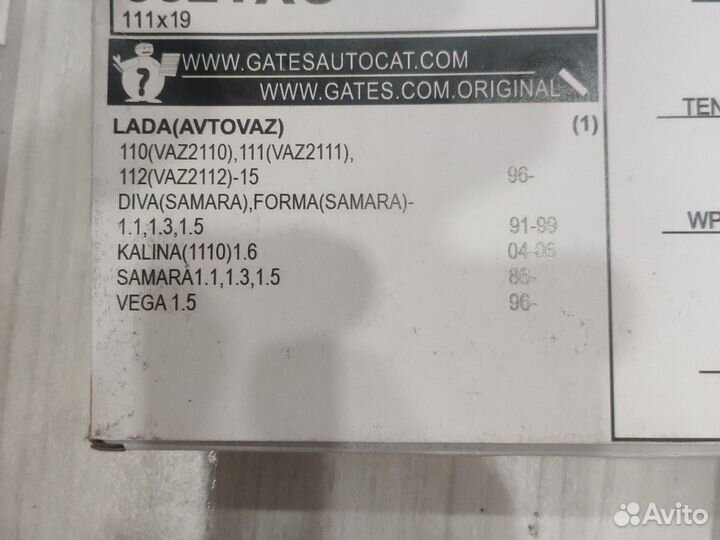 111x19
WWW.GATESAUTOCAT.COM
WWW.GATES.COM.ORIGINAL
LADA(AVTOVAZ) (1)
110(VAZ2110),111(VAZ2111),
112(VAZ2112)-15 96-
DIVA(SAMARA),FORMA(SAMARA)-
1.1,1.3,1.5 91-99
KALINA(1110)1.6 04-06
SAMARA1.1,1.3,1.5 86-
VEGA 1.5 96-
TEN
WP
Avito